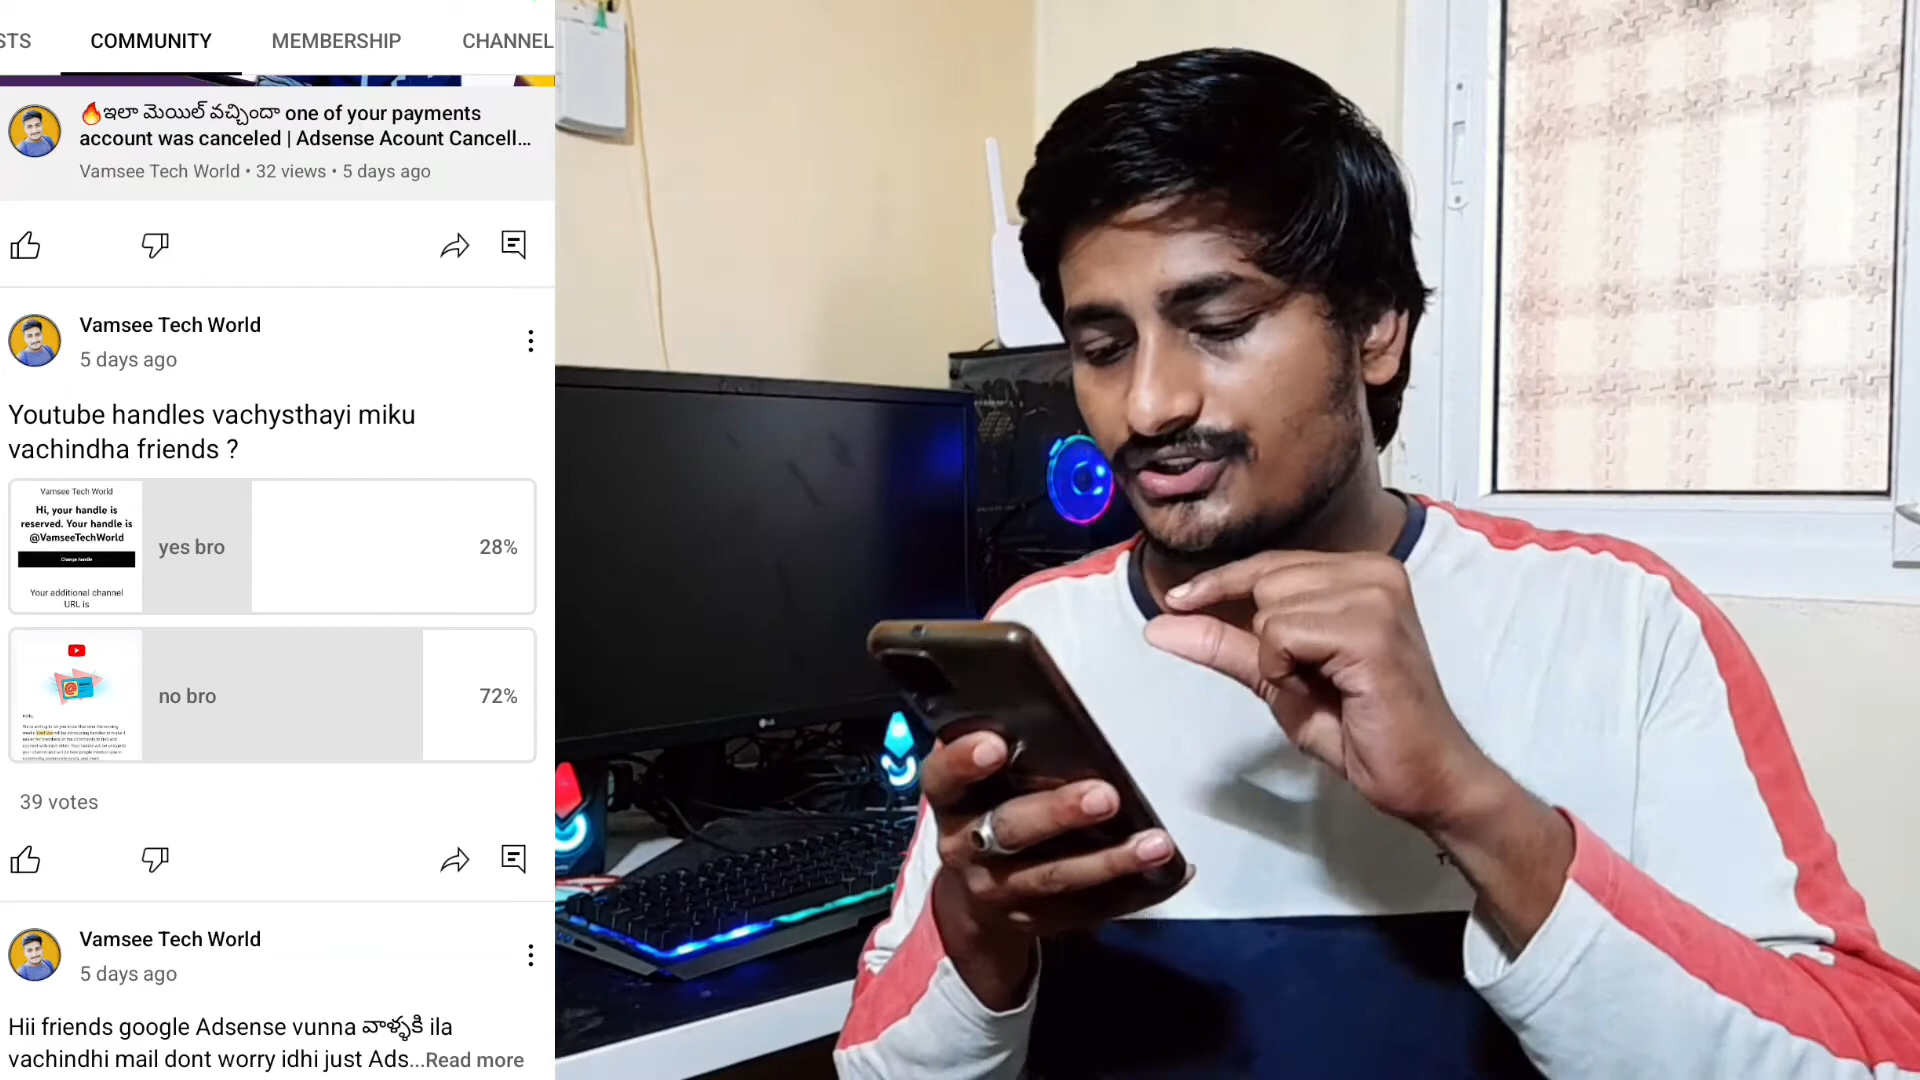 STS COMMUNITY MEMBERSHIP CHANNEL
🔥ఇలా మెయిల్ వచ్చిందా one of your payments
account was canceled | Adsense Acount Cancell...
Vamsee Tech World • 32 views • 5 days ago
Vamsee Tech World
5 days ago
Youtube handles vachysthayi miku
vachindha friends ?
Vamsee Tech World
Hi, your handle is
reserved. Your handle is
@VamseeTechWorld
Change handle
Your additional channel
URL is
yes bro 28%
no bro 72%
39 votes
Vamsee Tech World
5 days ago
Hii friends google Adsense vunna వాళ్ళకి ila
vachindhi mail dont worry idhi just Ads...Read more
LG